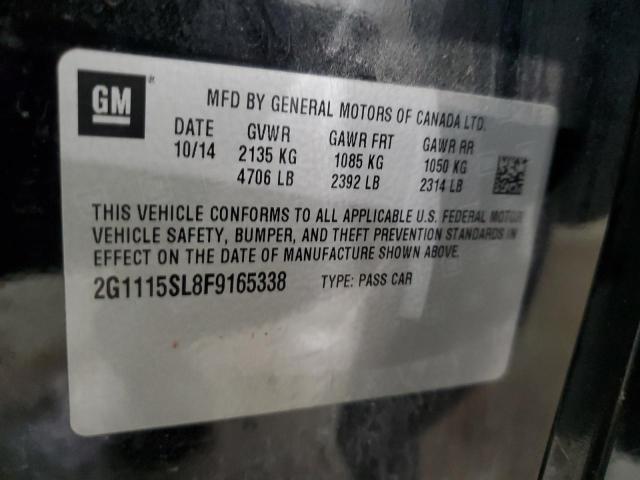 GM
MFD BY GENERAL MOTORS OF CANADA LTD.
DATE GVWR GAWR FRT GAWR RR
10/14 2135 KG 1085 KG 1050 KG
4706 LB 2392 LB 2314 LB
THIS VEHICLE CONFORMS TO ALL APPLICABLE U.S. FEDERAL MOTOR
VEHICLE SAFETY, BUMPER, AND THEFT PREVENTION STANDARDS IN
EFFECT ON THE DATE OF MANUFACTURE SHOWN ABOVE.
2G1115SL8F9165338 TYPE: PASS CAR